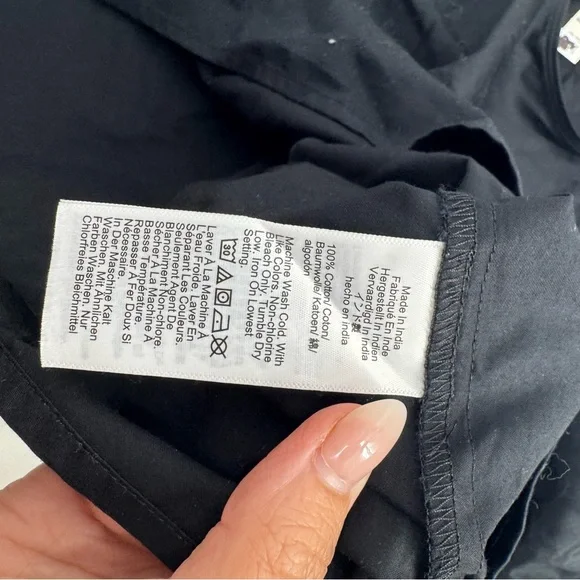 Made In India
Fabriqué En Inde
Hergestellt In Indien
Vervaardigd In India
インド製
hecho en india
100% Cotton/ Coton/
Baumwolle/ Katoen/ 綿/
algodón
Machine Wash Cold, With
Like Colors. Non-chlorine
Bleach Only. Tumble Dry
Low. Iron On Lowest
Setting.
30
Laver À La Machine À
L'eau Froide, Laver En
Séparant Les Couleurs.
Seulement Agent De
Blanchiment Non-chlore.
Sécher À La Machine À
Basse Température.
Repasser À Fer Doux Si
Nécessaire.
In Der Maschine Kalt
Waschen. Mit Ähnlichen
Farben Waschen. Nur
Chlorfreies Bleichmittel